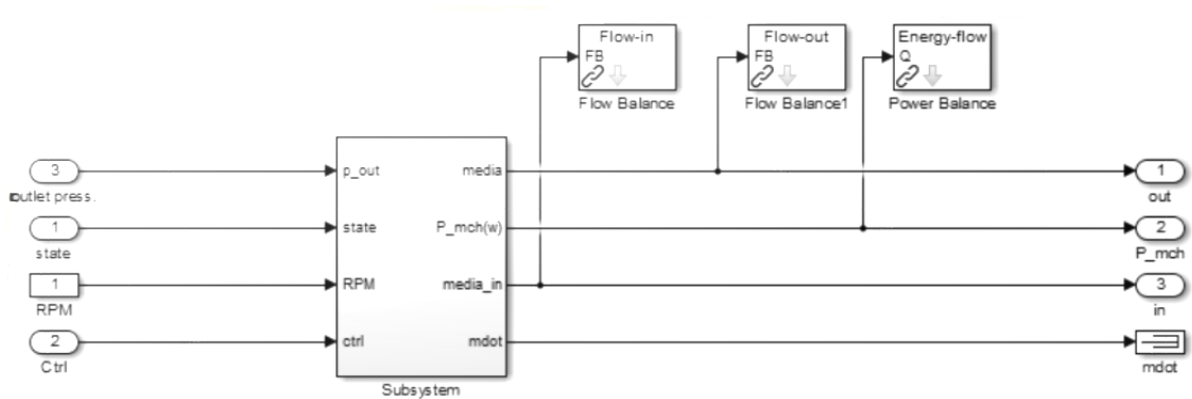 Flow-in
FB
Flow Balance
Flow-out
FB
Flow Balance1
Energy-flow
Q
Power Balance
3
outlet press.
1
state
1
RPM
2
Ctrl
p_out
state
RPM
ctrl
media
P_mch(w)
media_in
mdot
Subsystem
1
out
2
P_mch
3
in
mdot